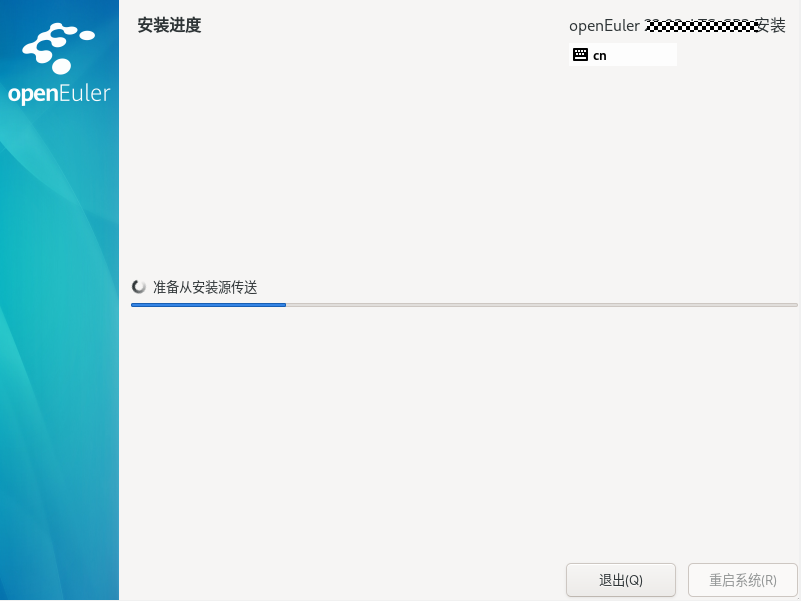 安装进度
openEuler 安装
cn
openEuler
准备从安装源传送
退出(Q)
重启系统(R)